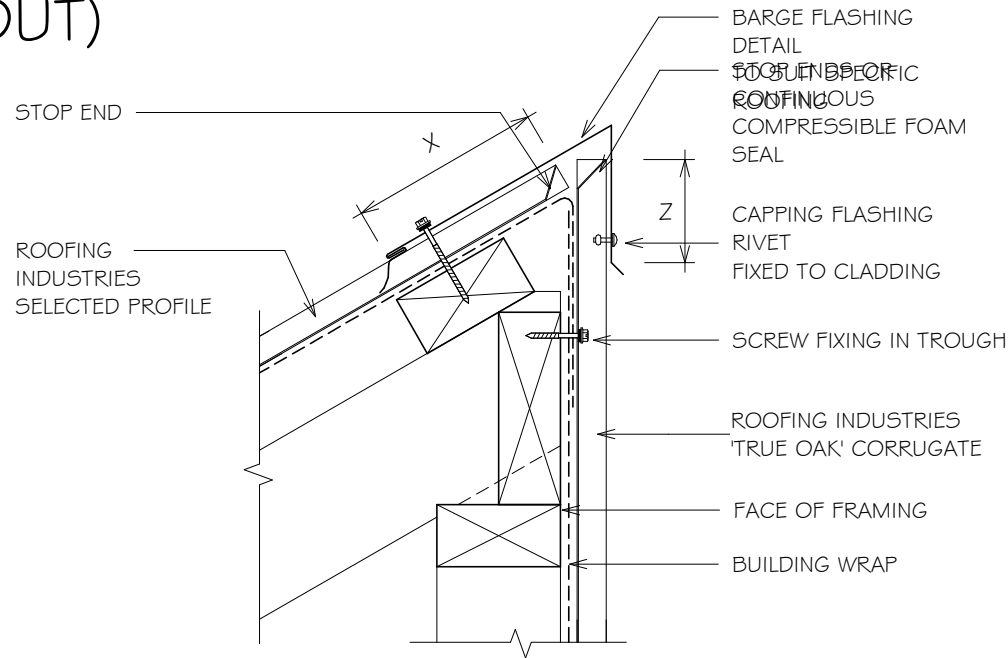 OUT)
BARGE FLASHING
DETAIL
TO SUIT SPECIFIC
ROOFING
STOP ENDS OR
CONTINUOUS
COMPRESSIBLE FOAM
SEAL
STOP END
X
Z
CAPPING FLASHING
RIVET
FIXED TO CLADDING
ROOFING
INDUSTRIES
SELECTED PROFILE
SCREW FIXING IN TROUGH
ROOFING INDUSTRIES
'TRUE OAK' CORRUGATE
FACE OF FRAMING
BUILDING WRAP